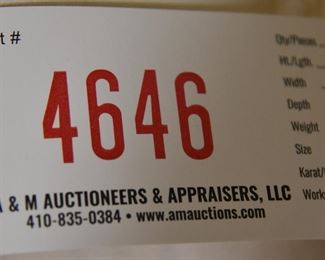 t #
4646
A & M AUCTIONEERS & APPRAISERS, LLC
410-835-0384 • www.amauctions.com
Qty/Pieces
Ht./Lgth.
Width
Depth
Weight
Size
Karat/
Works